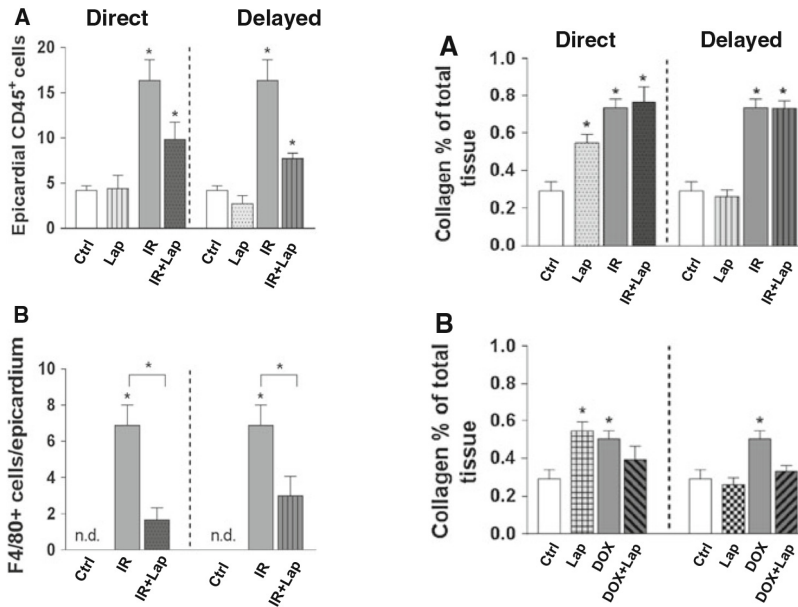 A
Direct
Delayed
Epicardial CD45+ cells
20
15
10
5
0
*
*
*
*
Ctrl
Lap
IR
IR+Lap
Ctrl
Lap
IR
IR+Lap
B
F4/80+ cells/epicardium
10
8
6
4
2
0
*
*
*
*
n.d.
n.d.
Ctrl
IR
IR+Lap
Ctrl
IR
IR+Lap
A
Direct
Delayed
Collagen % of total
tissue
1.0
0.8
0.6
0.4
0.2
0.0
*
*
*
*
*
Ctrl
Lap
IR
IR+Lap
Ctrl
Lap
IR
IR+Lap
B
Collagen % of total
tissue
1.0
0.8
0.6
0.4
0.2
0.0
*
*
*
Ctrl
Lap
DOX
DOX+Lap
Ctrl
Lap
DOX
DOX+Lap